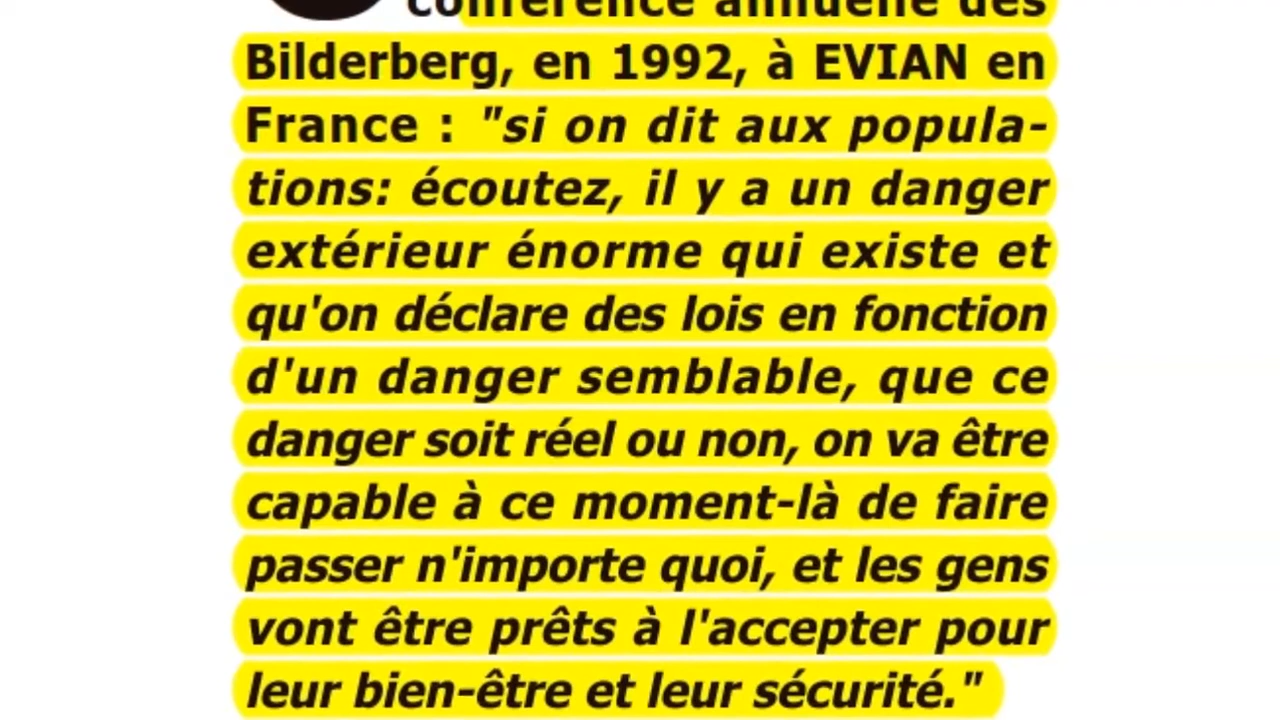 conférence annuelle des
Bilderberg, en 1992, à EVIAN en
France : "si on dit aux popula-
tions: écoutez, il y a un danger
extérieur énorme qui existe et
qu'on déclare des lois en fonction
d'un danger semblable, que ce
danger soit réel ou non, on va être
capable à ce moment-là de faire
passer n'importe quoi, et les gens
vont être prêts à l'accepter pour
leur bien-être et leur sécurité."